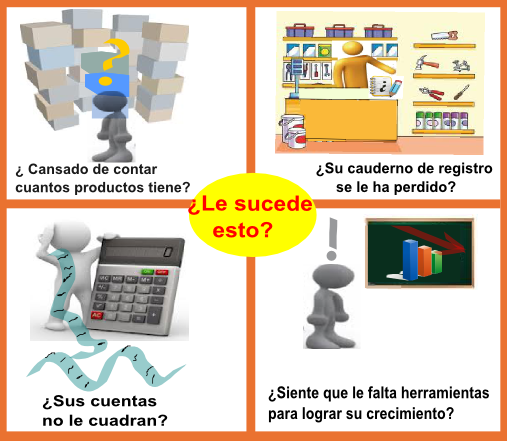 ¿ Cansado de contar
cuantos productos tiene?
¿Su cauderno de registro
se le ha perdido?
¿Le sucede
esto?
¿Sus cuentas
no le cuadran?
¿Siente que le falta herramientas
para lograr su crecimiento?